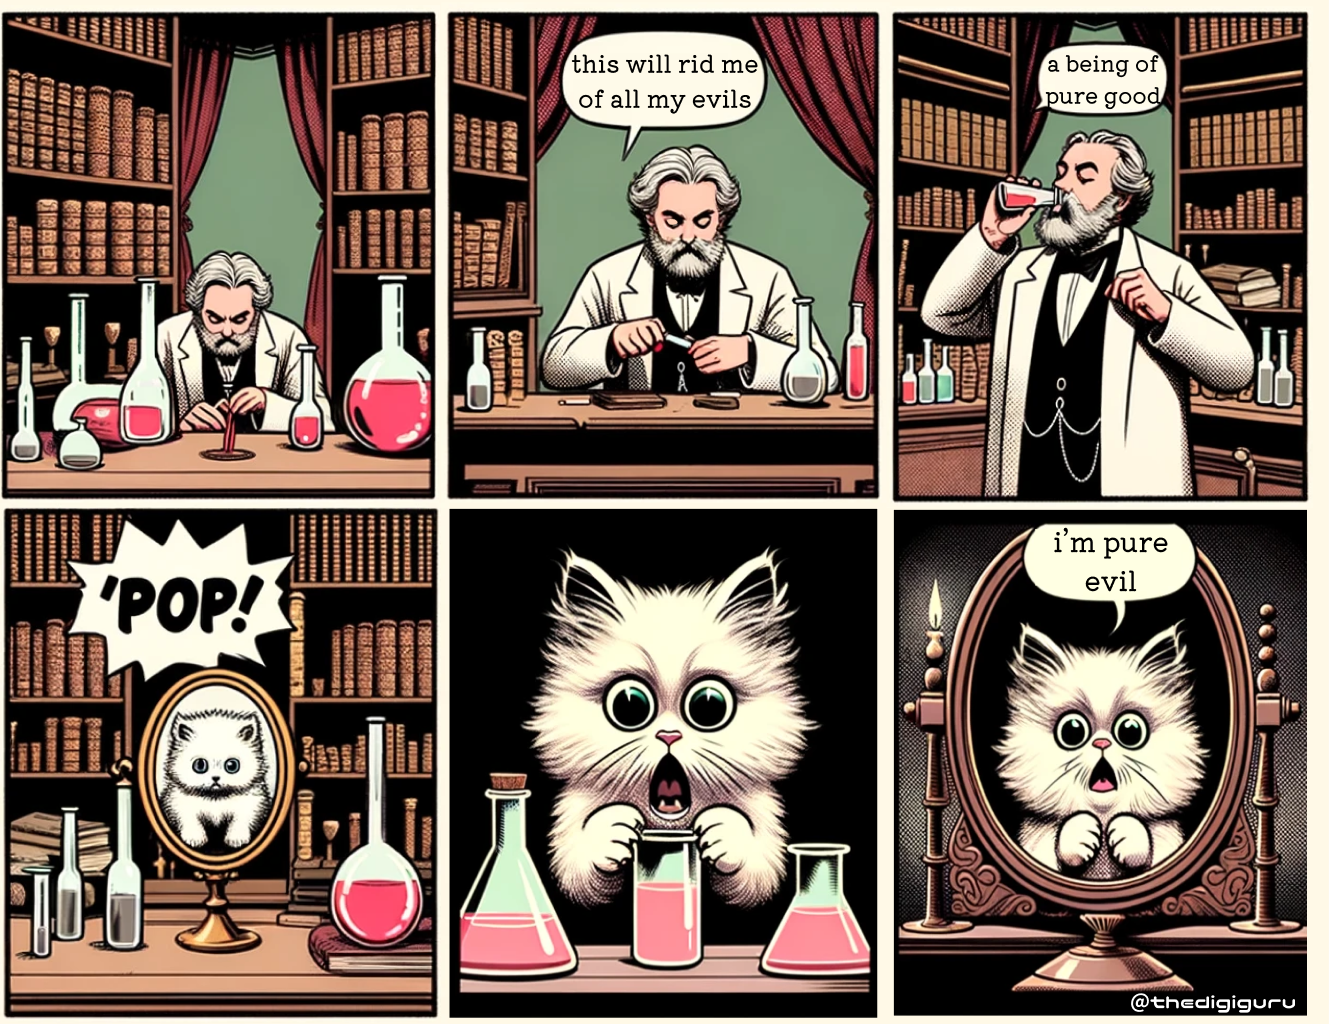 this will rid me
of all my evils
a being of
pure good
'POP!
i'm pure
evil
@thedigiguru